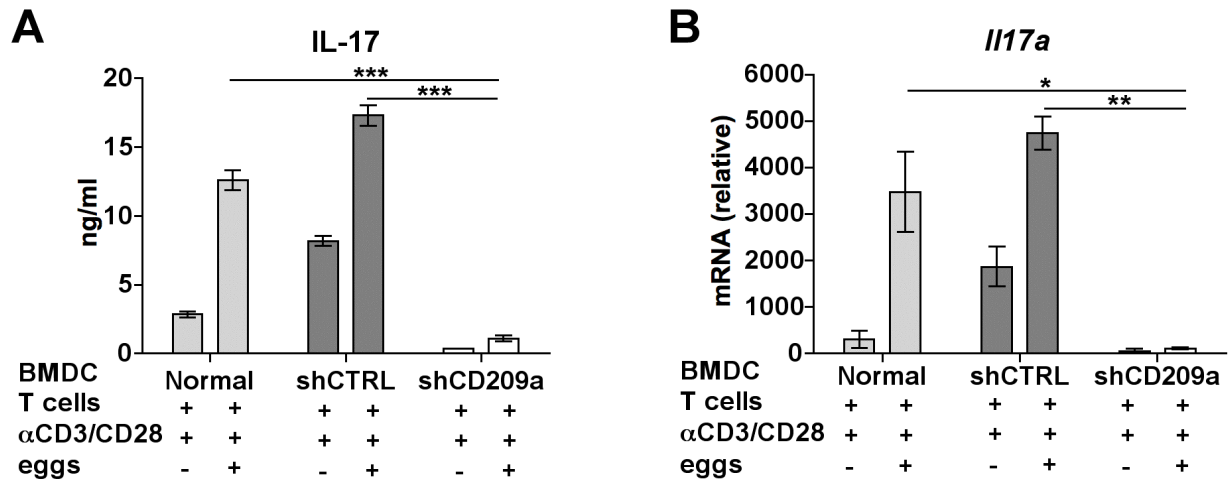 A
IL-17
20
15
10
5
0
ng/ml
***
***
BMDC Normal shCTRL shCD209a
T cells + + + + + +
αCD3/CD28 + + + + + +
eggs - + - + - +
B
Il17a
6000
5000
4000
3000
2000
1000
0
mRNA (relative)
*
**
BMDC Normal shCTRL shCD209a
T cells + + + + + +
αCD3/CD28 + + + + + +
eggs - + - + - +